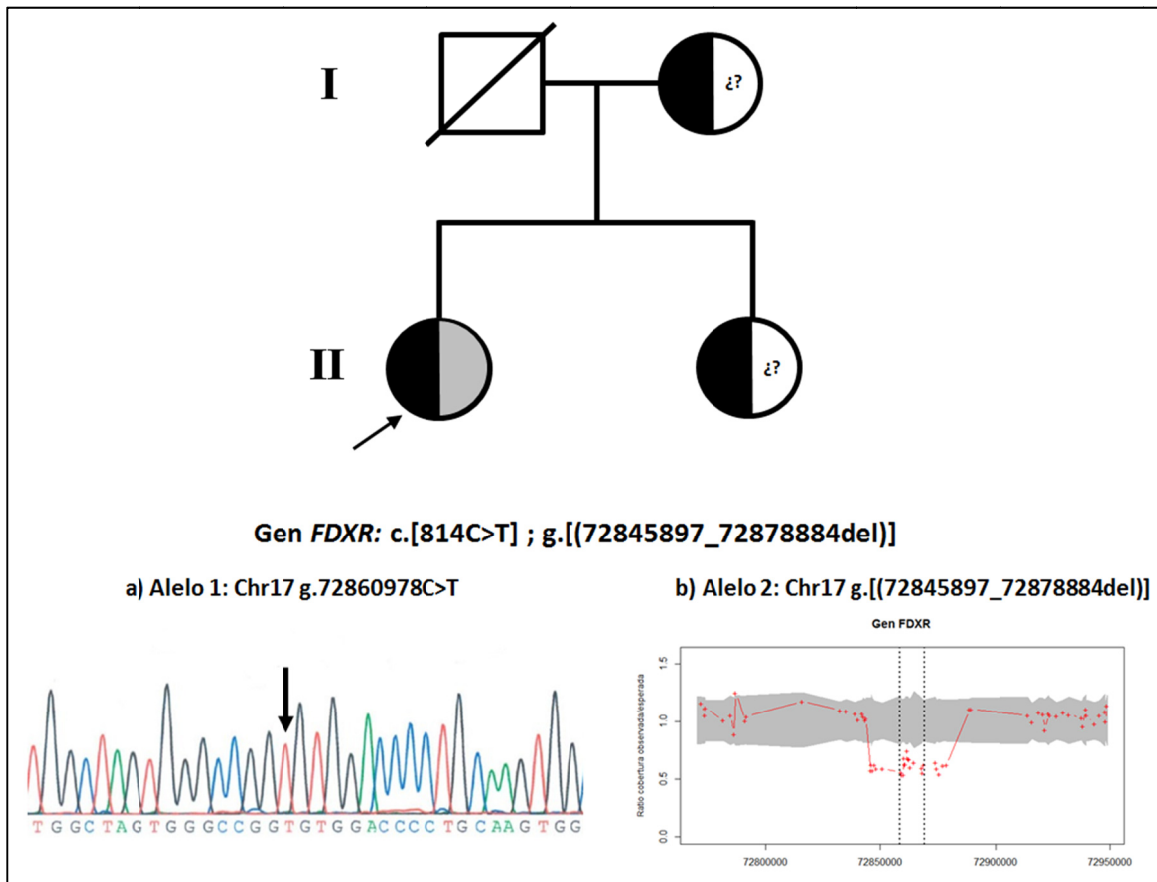 I
¿?
II
¿?
Gen FDXR: c.[814C>T] ; g.[(72845897_72878884del)]
a) Alelo 1: Chr17 g.72860978C>T
b) Alelo 2: Chr17 g.[(72845897_72878884del)]
Gen FDXR
Ratio cobertura observada/esperada
1.5
1.0
0.5
0.0
72800000 72850000 72900000 72950000
TGGCTAGTGGGCCGGTGTGGACCCCTGCAAGTGG